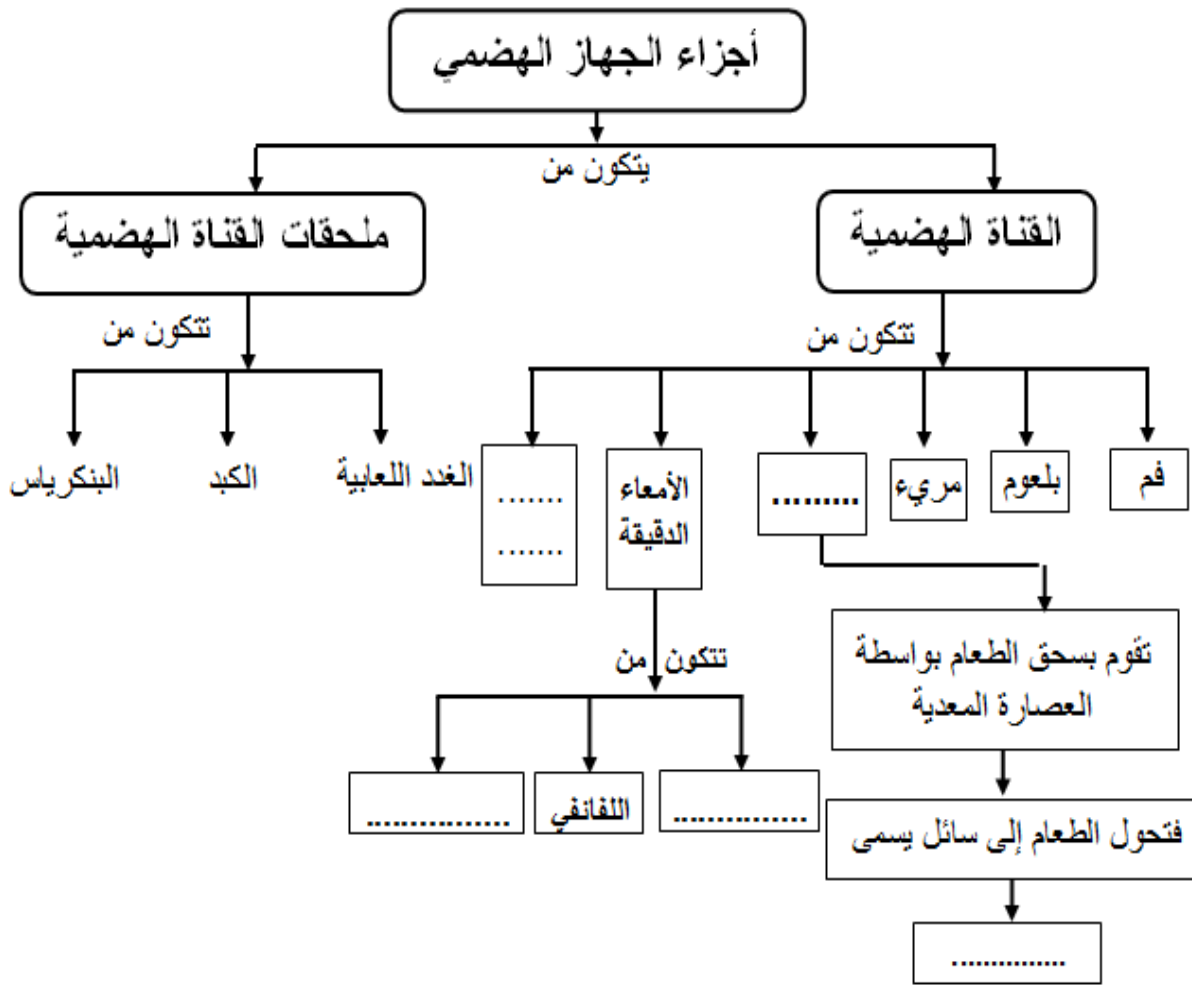 أجزاء الجهاز الهضمي
يتكون من
القناة الهضمية
ملحقات القناة الهضمية
تتكون من
تتكون من
فم
بلعوم
مريء
.........
الأمعاء
الدقيقة
.......
.......
الغدد اللعابية
الكبد
البنكرياس
تقوم بسحق الطعام بواسطة
العصارة المعدية
تتكون من
فتحول الطعام إلى سائل يسمى
................
اللفانفي
................
..............